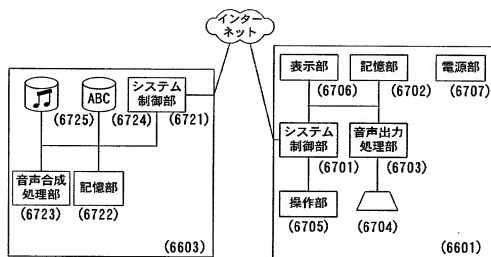 インター
ネット
表示部
記憶部
電源部
(6706)
(6702)
(6707)
システム
制御部
音声出力
処理部
(6701)
(6703)
操作部
(6705)
(6704)
(6601)
ABC
システム
制御部
(6725)
(6724)
(6721)
音声合成
処理部
記憶部
(6723)
(6722)
(6603)